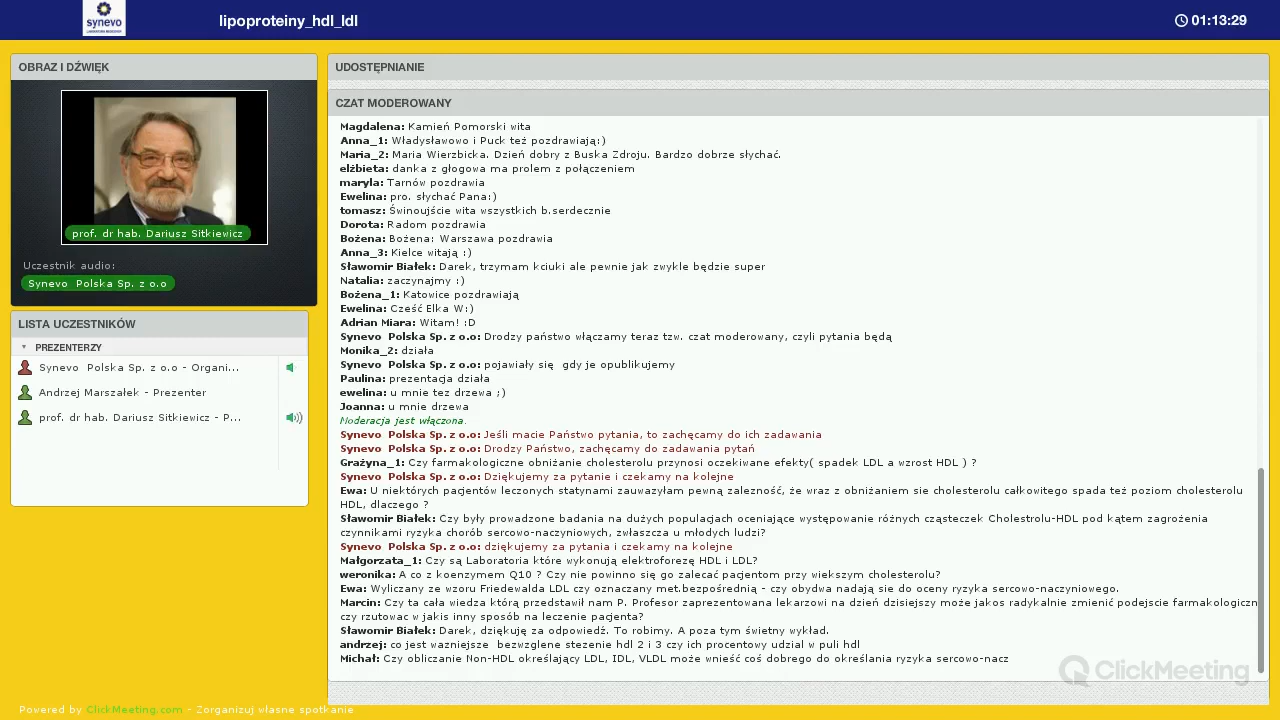 synevo
lipoproteiny_hdl_ldl
01:13:29
OBRAZ I DŹWIĘK
prof. dr hab. Dariusz Sitkiewicz
Uczestnik audio:
Synevo Polska Sp. z o.o
LISTA UCZESTNIKÓW
PREZENTERZY
Synevo Polska Sp. z o.o - Organi...
Andrzej Marszałek - Prezenter
prof. dr hab. Dariusz Sitkiewicz - P...
UDOSTĘPNIANIE
CZAT MODEROWANY
Magdalena: Kamień Pomorski wita
Anna_1: Władysławowo i Puck też pozdrawiają:)
Maria_2: Maria Wierzbicka. Dzień dobry z Buska Zdroju. Bardzo dobrze słychać.
elżbieta: danka z głogowa ma prolem z połączeniem
maryla: Tarnów pozdrawia
Ewelina: pro. słychać Pana:)
tomasz: Świnoujście wita wszystkich b.serdecznie
Dorota: Radom pozdrawia
Bożena: Bożena: Warszawa pozdrawia
Anna_3: Kielce witają :)
Sławomir Białek: Darek, trzymam kciuki ale pewnie jak zwykle będzie super
Natalia: zaczynajmy :)
Bożena_1: Katowice pozdrawiają
Ewelina: Cześć Elka W:)
Adrian Miara: Witam! :D
Synevo Polska Sp. z o.o: Drodzy państwo włączamy teraz tzw. czat moderowany, czyli pytania będą
Monika_2: działa
Synevo Polska Sp. z o.o: pojawiały się gdy je opublikujemy
Paulina: prezentacja działa
ewelina: u mnie tez drzewa ;)
Joanna: u mnie drzewa
Moderacja jest włączona.
Synevo Polska Sp. z o.o: Jeśli macie Państwo pytania, to zachęcamy do ich zadawania
Synevo Polska Sp. z o.o: Drodzy Państwo, zachęcamy do zadawania pytań
Grażyna_1: Czy farmakologiczne obniżanie cholesterolu przynosi oczekiwane efekty( spadek LDL a wzrost HDL ) ?
Synevo Polska Sp. z o.o: Dziękujemy za pytanie i czekamy na kolejne
Ewa: U niektórych pacjentów leczonych statynami zauwazyłam pewną zalezność, że wraz z obniżaniem sie cholesterolu całkowitego spada też poziom cholesterolu
HDL, dlaczego ?
Sławomir Białek: Czy były prowadzone badania na dużych populacjach oceniające występowanie różnych cząsteczek Cholestrolu-HDL pod kątem zagrożenia
czynnikami ryzyka chorób sercowo-naczyniowych, zwłaszcza u młodych ludzi?
Synevo Polska Sp. z o.o: dziękujemy za pytania i czekamy na kolejne
Małgorzata_1: Czy są Laboratoria które wykonują elektroforezę HDL i LDL?
weronika: A co z koenzymem Q10 ? Czy nie powinno się go zalecać pacjentom przy wiekszym cholesterolu?
Ewa: Wyliczany ze wzoru Friedewalda LDL czy oznaczany met.bezpośrednią - czy obydwa nadają sie do oceny ryzyka sercowo-naczyniowego.
Marcin: Czy ta cała wiedza którą przedstawił nam P. Profesor zaprezentowana lekarzowi na dzień dzisiejszy może jakos radykalnie zmienić podejscie farmakologiczn
czy rzutowac w jakis inny sposób na leczenie pacjenta?
Sławomir Białek: Darek, dziękuję za odpowiedź. To robimy. A poza tym świetny wykład.
andrzej: co jest wazniejsze bezwzglene stezenie hdl 2 i 3 czy ich procentowy udzial w puli hdl
Michał: Czy obliczanie Non-HDL określający LDL, IDL, VLDL może wnieść coś dobrego do określania ryzyka sercowo-nacz
ClickMeeting
Powered by ClickMeeting.com - Zorganizuj własne spotkanie